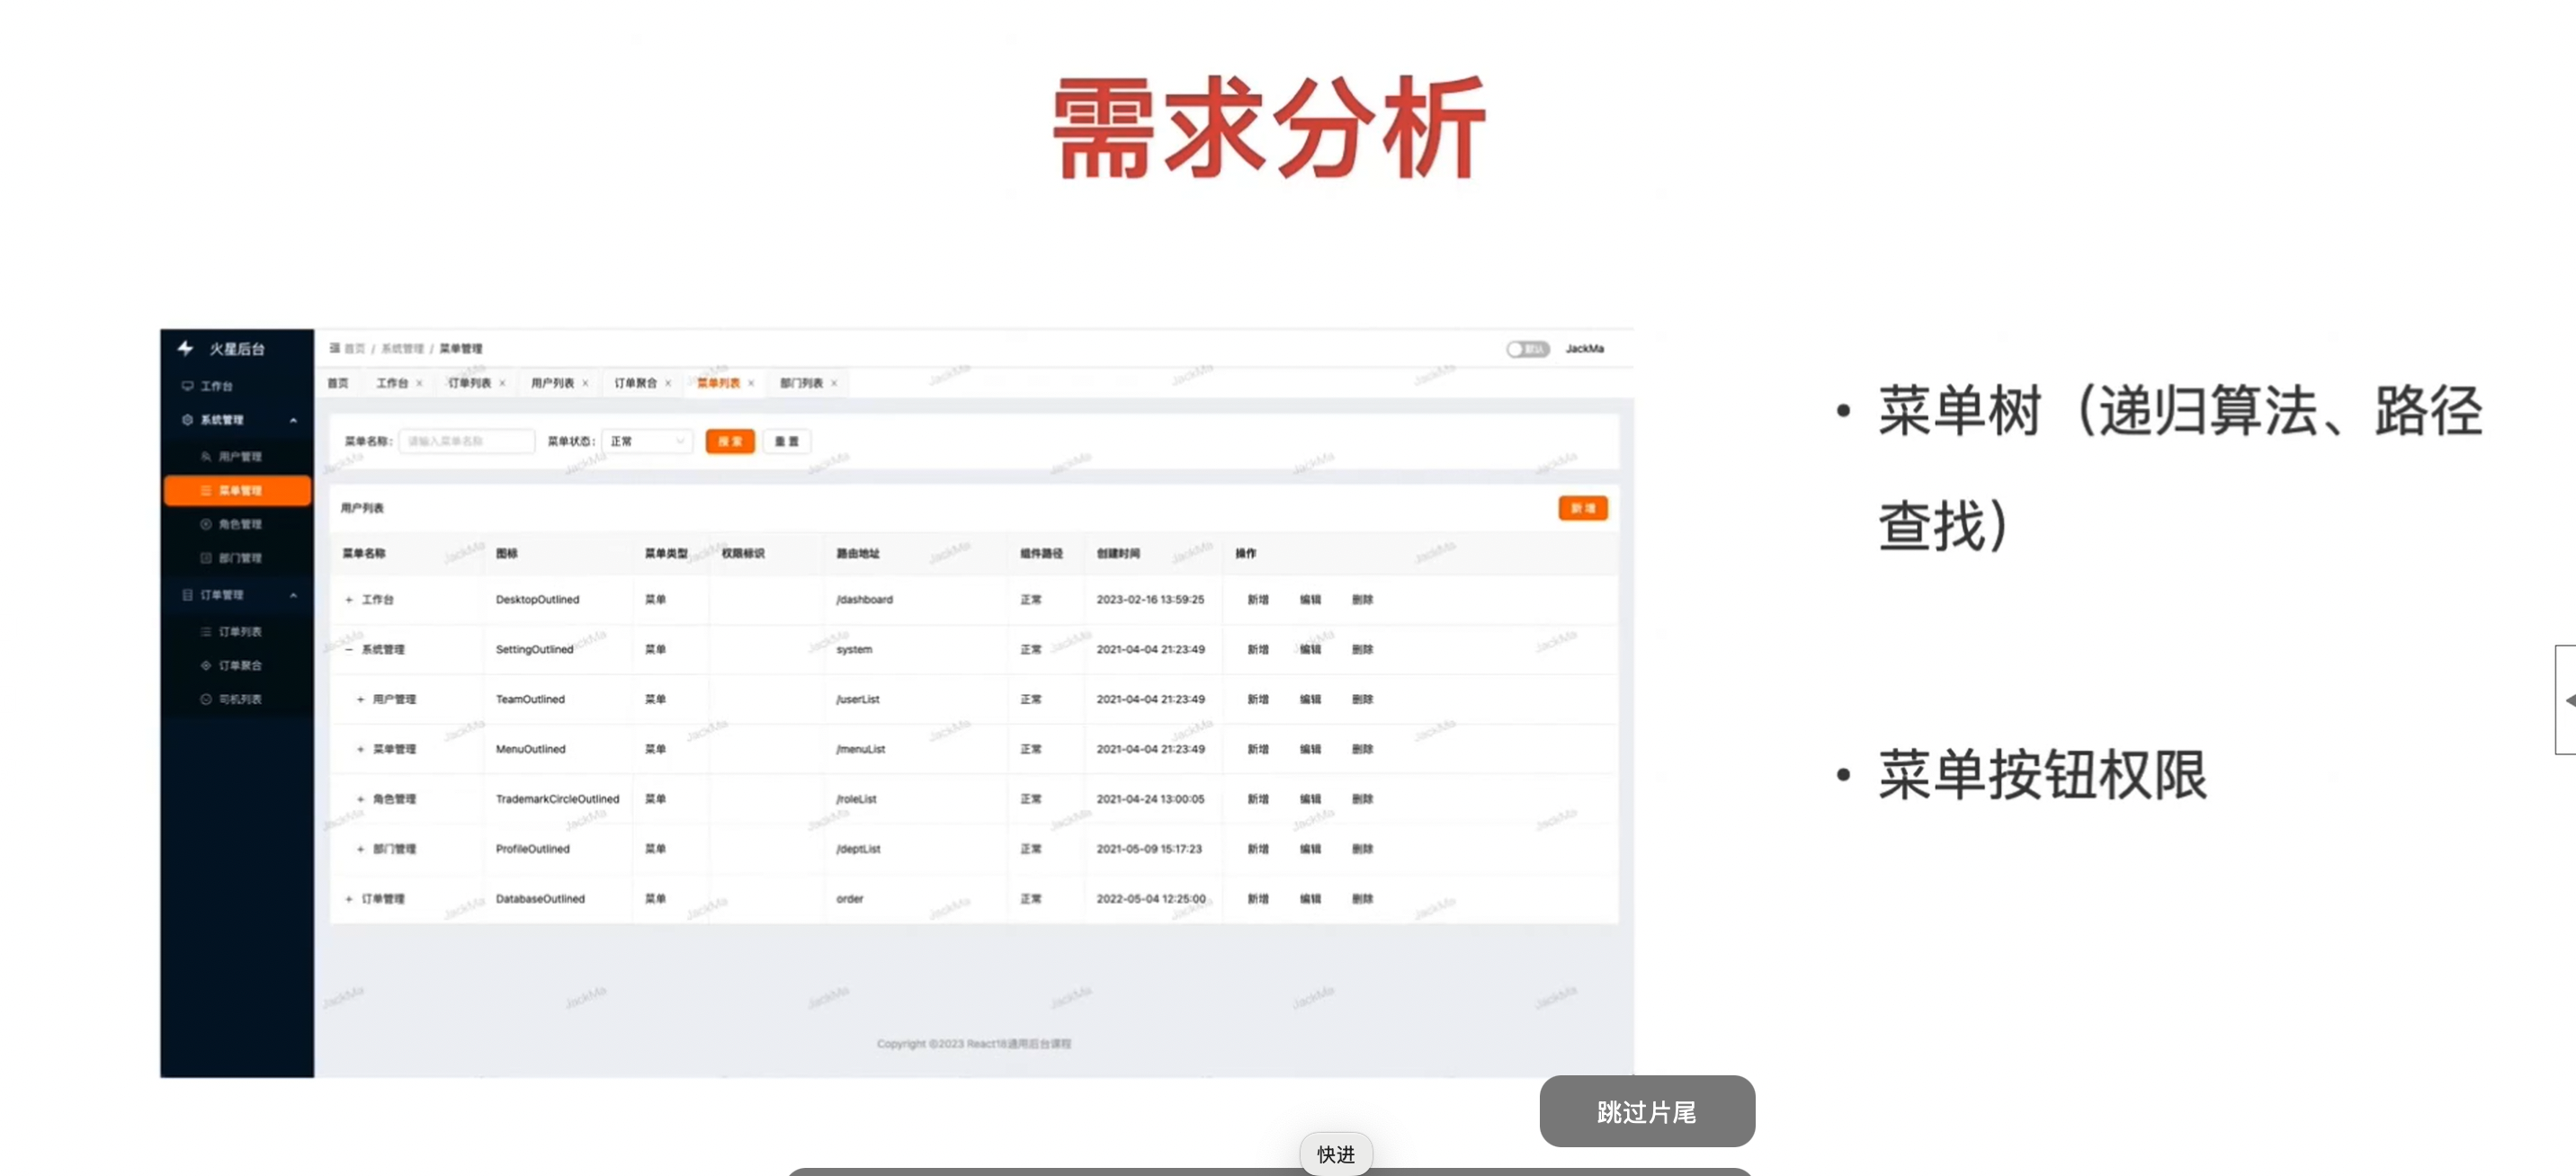 需求分析
火星后台
首页 / 系统管理 / 菜单管理
默认
JackMa
首页 工作台 × 订单列表 × 用户列表 × 订单聚合 × 菜单列表 × 部门列表 ×
工作台
系统管理
用户管理
菜单管理
角色管理
部门管理
订单管理
订单列表
订单聚合
司机列表
菜单名称: 请输入菜单名称 菜单状态: 正常 搜索 重置
用户列表 新增
菜单名称 图标 菜单类型 权限标识 路由地址 组件路径 创建时间 操作
+ 工作台 DesktopOutlined 菜单 /dashboard 正常 2023-02-16 13:59:25 新增 编辑 删除
− 系统管理 SettingOutlined 菜单 system 正常 2021-04-04 21:23:49 新增 编辑 删除
+ 用户管理 TeamOutlined 菜单 /userList 正常 2021-04-04 21:23:49 新增 编辑 删除
+ 菜单管理 MenuOutlined 菜单 /menuList 正常 2021-04-04 21:23:49 新增 编辑 删除
+ 角色管理 TrademarkCircleOutlined 菜单 /roleList 正常 2021-04-24 13:00:05 新增 编辑 删除
+ 部门管理 ProfileOutlined 菜单 /deptList 正常 2021-05-09 15:17:23 新增 编辑 删除
+ 订单管理 DatabaseOutlined 菜单 order 正常 2022-05-04 12:25:00 新增 编辑 删除
Copyright ©2023 React18通用后台课程
• 菜单树（递归算法、路径
查找）
• 菜单按钮权限
跳过片尾
快进